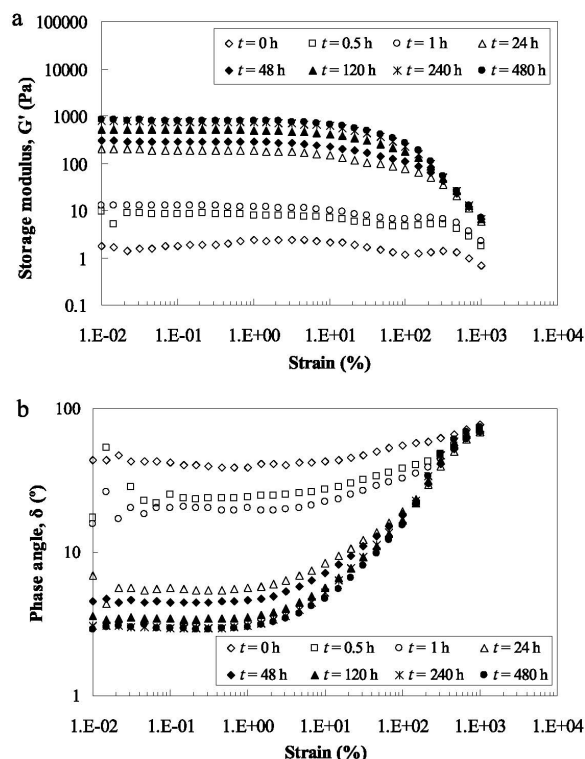 a
100000
10000
1000
100
10
1
0.1
Storage modulus, G' (Pa)
t = 0 h
t = 0.5 h
t = 1 h
t = 24 h
t = 48 h
t = 120 h
t = 240 h
t = 480 h
1.E-02 1.E-01 1.E+00 1.E+01 1.E+02 1.E+03 1.E+04
Strain (%)
b
100
10
1
Phase angle, δ (º)
t = 0 h
t = 0.5 h
t = 1 h
t = 24 h
t = 48 h
t = 120 h
t = 240 h
t = 480 h
1.E-02 1.E-01 1.E+00 1.E+01 1.E+02 1.E+03 1.E+04
Strain (%)